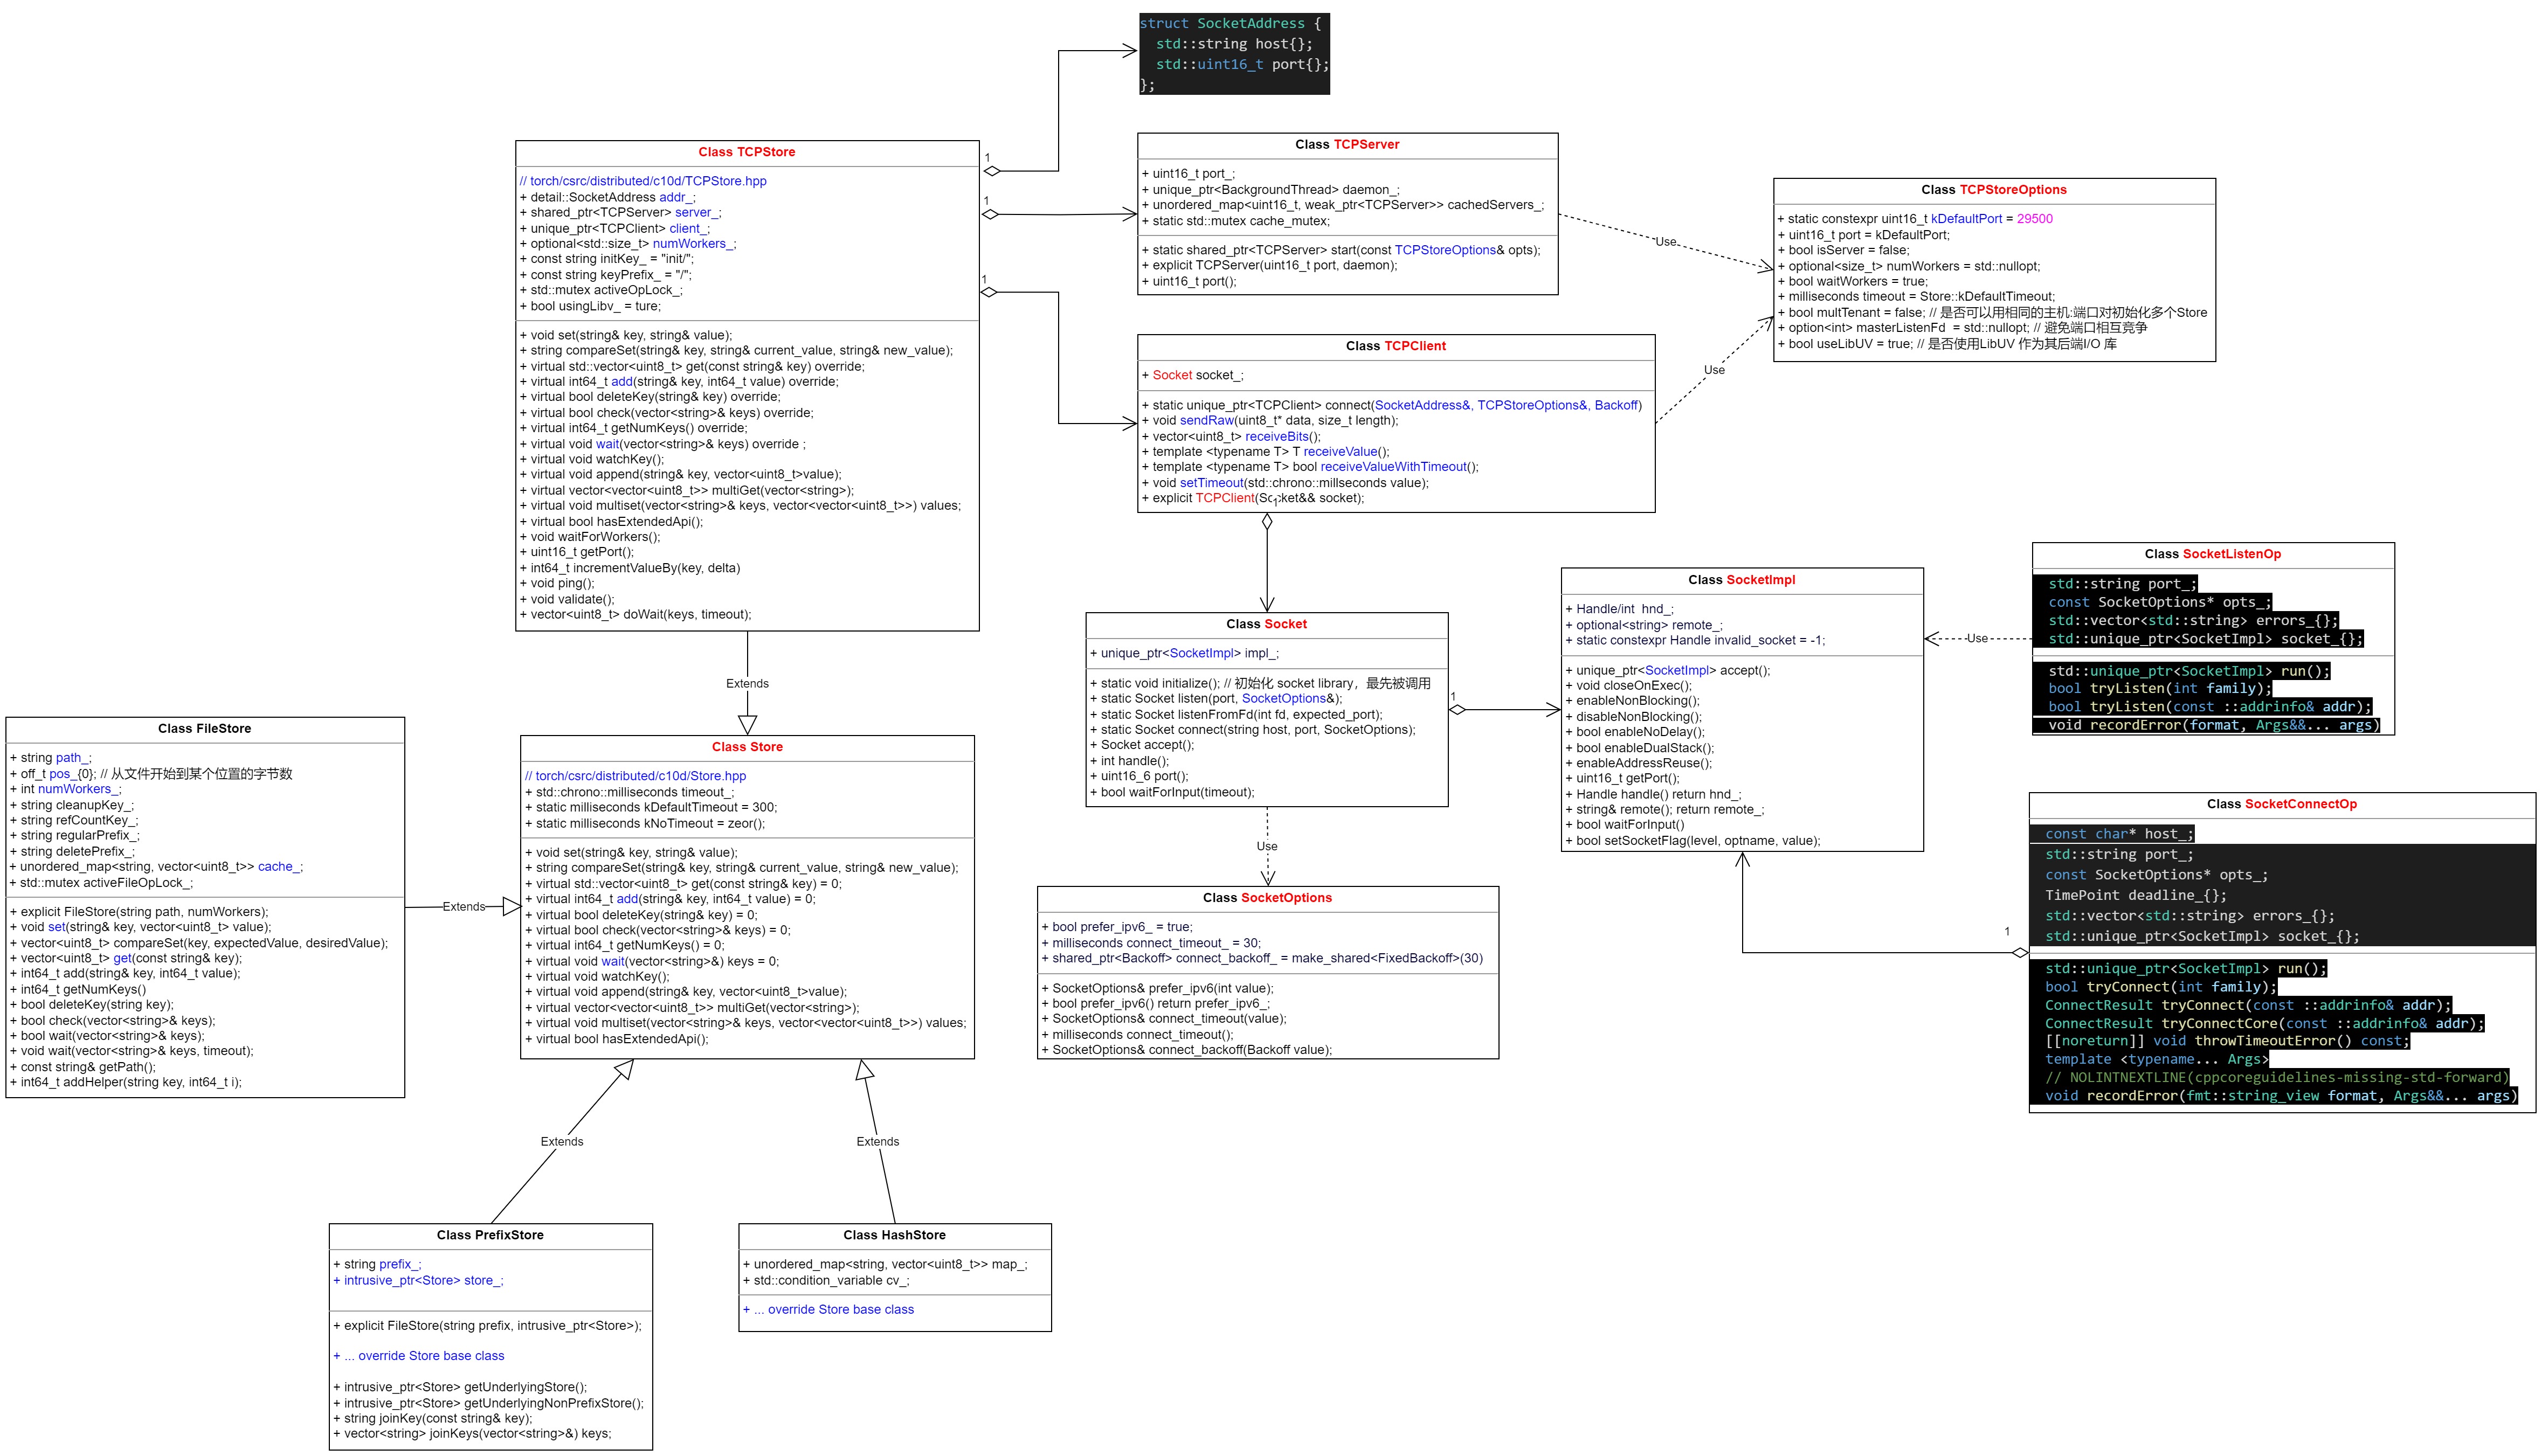 struct SocketAddress {
std::string host{};
std::uint16_t port{};
};
Class TCPStore
// torch/csrc/distributed/c10d/TCPStore.hpp
+ detail::SocketAddress addr_;
+ shared_ptr<TCPServer> server_;
+ unique_ptr<TCPClient> client_;
+ optional<std::size_t> numWorkers_;
+ const string initKey_ = "init/";
+ const string keyPrefix_ = "/";
+ std::mutex activeOpLock_;
+ bool usingLibv_ = ture;
+ void set(string& key, string& value);
+ string compareSet(string& key, string& current_value, string& new_value);
+ virtual std::vector<uint8_t> get(const string& key) override;
+ virtual int64_t add(string& key, int64_t value) override;
+ virtual bool deleteKey(string& key) override;
+ virtual bool check(vector<string>& keys) override;
+ virtual int64_t getNumKeys() override;
+ virtual void wait(vector<string>& keys) override ;
+ virtual void watchKey();
+ virtual void append(string& key, vector<uint8_t>value);
+ virtual vector<vector<uint8_t>> multiGet(vector<string>);
+ virtual void multiset(vector<string>& keys, vector<vector<uint8_t>>) values;
+ virtual bool hasExtendedApi();
+ void waitForWorkers();
+ uint16_t getPort();
+ int64_t incrementValueBy(key, delta)
+ void ping();
+ void validate();
+ vector<uint8_t> doWait(keys, timeout);
1
1
1
Class TCPServer
+ uint16_t port_;
+ unique_ptr<BackgroundThread> daemon_;
+ unordered_map<uint16_t, weak_ptr<TCPServer>> cachedServers_;
+ static std::mutex cache_mutex;
+ static shared_ptr<TCPServer> start(const TCPStoreOptions& opts);
+ explicit TCPServer(uint16_t port, daemon);
+ uint16_t port();
Use
Class TCPStoreOptions
+ static constexpr uint16_t kDefaultPort = 29500
+ uint16_t port = kDefaultPort;
+ bool isServer = false;
+ optional<size_t> numWorkers = std::nullopt;
+ bool waitWorkers = true;
+ milliseconds timeout = Store::kDefaultTimeout;
+ bool multTenant = false; // 是否可以用相同的主机:端口对初始化多个Store
+ option<int> masterListenFd = std::nullopt; // 避免端口相互竞争
+ bool useLibUV = true; // 是否使用LibUV 作为其后端I/O 库
Class TCPClient
+ Socket socket_;
+ static unique_ptr<TCPClient> connect(SocketAddress&, TCPStoreOptions&, Backoff)
+ void sendRaw(uint8_t* data, size_t length);
+ vector<uint8_t> receiveBits();
+ template <typename T> T receiveValue();
+ template <typename T> bool receiveValueWithTimeout();
+ void setTimeout(std::chrono::millseconds value);
+ explicit TCPClient(Socket&& socket);
1
Use
Extends
Class Socket
+ unique_ptr<SocketImpl> impl_;
+ static void initialize(); // 初始化 socket library，最先被调用
+ static Socket listen(port, SocketOptions&);
+ static Socket listenFromFd(int fd, expected_port);
+ static Socket connect(string host, port, SocketOptions);
+ Socket accept();
+ int handle();
+ uint16_6 port();
+ bool waitForInput(timeout);
1
Class SocketImpl
+ Handle/int hnd_;
+ optional<string> remote_;
+ static constexpr Handle invalid_socket = -1;
+ unique_ptr<SocketImpl> accept();
+ void closeOnExec();
+ enableNonBlocking();
+ disableNonBlocking();
+ bool enableNoDelay();
+ bool enableDualStack();
+ enableAddressReuse();
+ uint16_t getPort();
+ Handle handle() return hnd_;
+ string& remote(); return remote_;
+ bool waitForInput()
+ bool setSocketFlag(level, optname, value);
Use
Class SocketListenOp
std::string port_;
const SocketOptions* opts_;
std::vector<std::string> errors_{};
std::unique_ptr<SocketImpl> socket_{};
std::unique_ptr<SocketImpl> run();
bool tryListen(int family);
bool tryListen(const ::addrinfo& addr);
void recordError(format, Args&&... args)
Class SocketConnectOp
const char* host_;
std::string port_;
const SocketOptions* opts_;
TimePoint deadline_{};
std::vector<std::string> errors_{};
std::unique_ptr<SocketImpl> socket_{};
std::unique_ptr<SocketImpl> run();
bool tryConnect(int family);
ConnectResult tryConnect(const ::addrinfo& addr);
ConnectResult tryConnectCore(const ::addrinfo& addr);
[[noreturn]] void throwTimeoutError() const;
template <typename... Args>
// NOLINTNEXTLINE(cppcoreguidelines-missing-std-forward)
void recordError(fmt::string_view format, Args&&... args)
1
Use
Class SocketOptions
+ bool prefer_ipv6_ = true;
+ milliseconds connect_timeout_ = 30;
+ shared_ptr<Backoff> connect_backoff_ = make_shared<FixedBackoff>(30)
+ SocketOptions& prefer_ipv6(int value);
+ bool prefer_ipv6() return prefer_ipv6_;
+ SocketOptions& connect_timeout(value);
+ milliseconds connect_timeout();
+ SocketOptions& connect_backoff(Backoff value);
Class FileStore
+ string path_;
+ off_t pos_{0}; // 从文件开始到某个位置的字节数
+ int numWorkers_;
+ string cleanupKey_;
+ string refCountKey_;
+ string regularPrefix_;
+ string deletePrefix_;
+ unordered_map<string, vector<uint8_t>> cache_;
+ std::mutex activeFileOpLock_;
+ explicit FileStore(string path, numWorkers);
+ void set(string& key, vector<uint8_t> value);
+ vector<uint8_t> compareSet(key, expectedValue, desiredValue);
+ vector<uint8_t> get(const string& key);
+ int64_t add(string& key, int64_t value);
+ int64_t getNumKeys()
+ bool deleteKey(string key);
+ bool check(vector<string>& keys);
+ bool wait(vector<string>& keys);
+ void wait(vector<string>& keys, timeout);
+ const string& getPath();
+ int64_t addHelper(string key, int64_t i);
Extends
Class Store
// torch/csrc/distributed/c10d/Store.hpp
+ std::chrono::milliseconds timeout_;
+ static milliseconds kDefaultTimeout = 300;
+ static milliseconds kNoTimeout = zeor();
+ void set(string& key, string& value);
+ string compareSet(string& key, string& current_value, string& new_value);
+ virtual std::vector<uint8_t> get(const string& key) = 0;
+ virtual int64_t add(string& key, int64_t value) = 0;
+ virtual bool deleteKey(string& key) = 0;
+ virtual bool check(vector<string>& keys) = 0;
+ virtual int64_t getNumKeys() = 0;
+ virtual void wait(vector<string>&) keys = 0;
+ virtual void watchKey();
+ virtual void append(string& key, vector<uint8_t>value);
+ virtual vector<vector<uint8_t>> multiGet(vector<string>);
+ virtual void multiset(vector<string>& keys, vector<vector<uint8_t>>) values;
+ virtual bool hasExtendedApi();
Extends
Extends
Class PrefixStore
+ string prefix_;
+ intrusive_ptr<Store> store_;
+ explicit FileStore(string prefix, intrusive_ptr<Store>);
+ ... override Store base class
+ intrusive_ptr<Store> getUnderlyingStore();
+ intrusive_ptr<Store> getUnderlyingNonPrefixStore();
+ string joinKey(const string& key);
+ vector<string> joinKeys(vector<string>&) keys;
Class HashStore
+ unordered_map<string, vector<uint8_t>> map_;
+ std::condition_variable cv_;
+ ... override Store base class